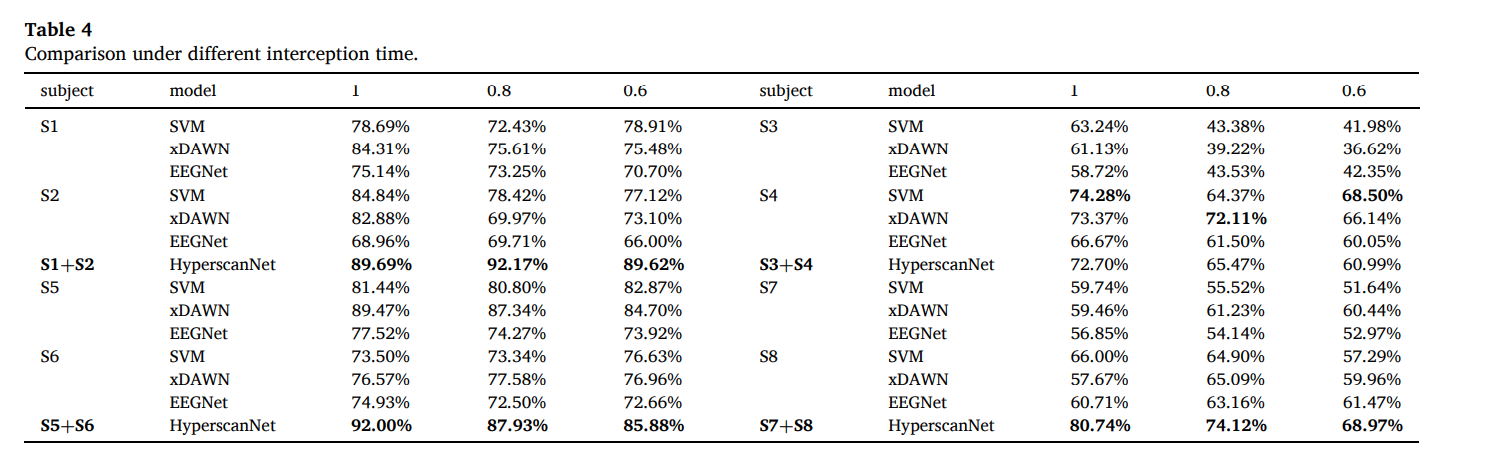 Table 4
Comparison under different interception time.
subject model 1 0.8 0.6 subject model 1 0.8 0.6
S1 SVM 78.69% 72.43% 78.91% S3 SVM 63.24% 43.38% 41.98%
xDAWN 84.31% 75.61% 75.48% xDAWN 61.13% 39.22% 36.62%
EEGNet 75.14% 73.25% 70.70% EEGNet 58.72% 43.53% 42.35%
S2 SVM 84.84% 78.42% 77.12% S4 SVM 74.28% 64.37% 68.50%
xDAWN 82.88% 69.97% 73.10% xDAWN 73.37% 72.11% 66.14%
EEGNet 68.96% 69.71% 66.00% EEGNet 66.67% 61.50% 60.05%
S1+S2 HyperscanNet 89.69% 92.17% 89.62% S3+S4 HyperscanNet 72.70% 65.47% 60.99%
S5 SVM 81.44% 80.80% 82.87% S7 SVM 59.74% 55.52% 51.64%
xDAWN 89.47% 87.34% 84.70% xDAWN 59.46% 61.23% 60.44%
EEGNet 77.52% 74.27% 73.92% EEGNet 56.85% 54.14% 52.97%
S6 SVM 73.50% 73.34% 76.63% S8 SVM 66.00% 64.90% 57.29%
xDAWN 76.57% 77.58% 76.96% xDAWN 57.67% 65.09% 59.96%
EEGNet 74.93% 72.50% 72.66% EEGNet 60.71% 63.16% 61.47%
S5+S6 HyperscanNet 92.00% 87.93% 85.88% S7+S8 HyperscanNet 80.74% 74.12% 68.97%